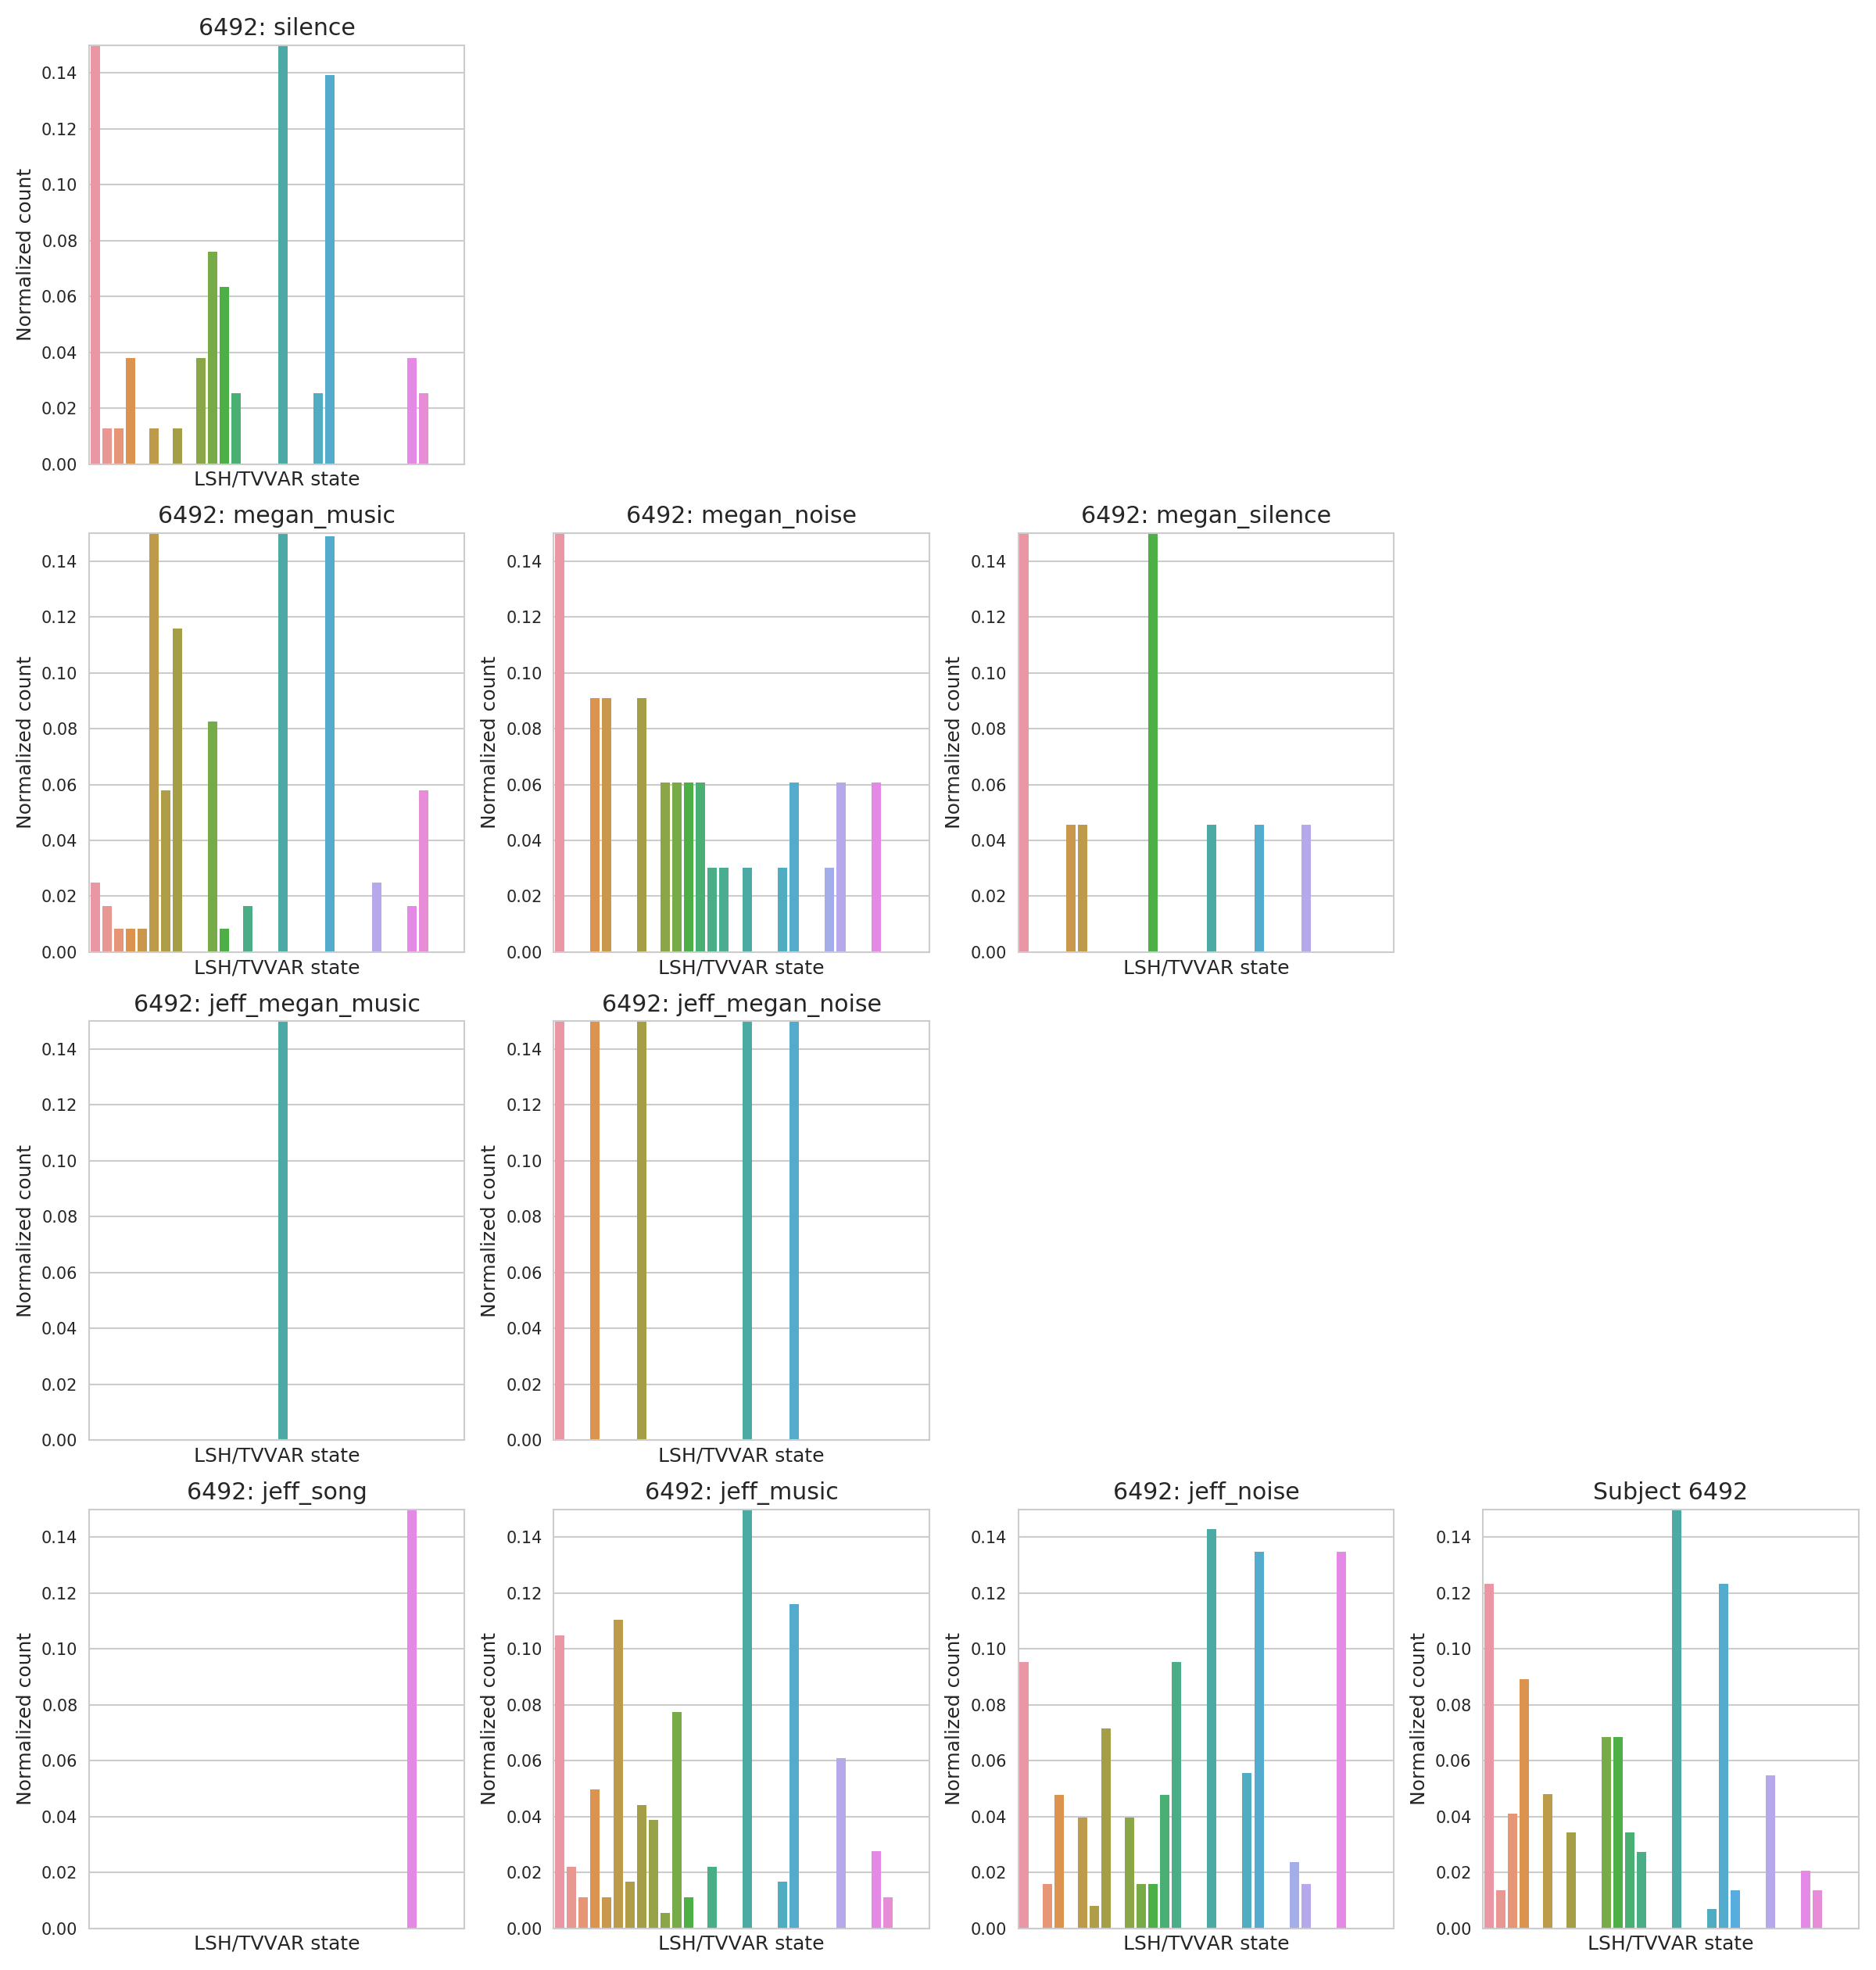 6492: silence
0.14
0.12
0.10
0.08
0.06
0.04
0.02
0.00
Normalized count
LSH/TVVAR state
6492: megan_music
0.14
0.12
0.10
0.08
0.06
0.04
0.02
0.00
Normalized count
LSH/TVVAR state
6492: megan_noise
0.14
0.12
0.10
0.08
0.06
0.04
0.02
0.00
Normalized count
LSH/TVVAR state
6492: megan_silence
0.14
0.12
0.10
0.08
0.06
0.04
0.02
0.00
Normalized count
LSH/TVVAR state
6492: jeff_megan_music
0.14
0.12
0.10
0.08
0.06
0.04
0.02
0.00
Normalized count
LSH/TVVAR state
6492: jeff_megan_noise
0.14
0.12
0.10
0.08
0.06
0.04
0.02
0.00
Normalized count
LSH/TVVAR state
6492: jeff_song
0.14
0.12
0.10
0.08
0.06
0.04
0.02
0.00
Normalized count
LSH/TVVAR state
6492: jeff_music
0.14
0.12
0.10
0.08
0.06
0.04
0.02
0.00
Normalized count
LSH/TVVAR state
6492: jeff_noise
0.14
0.12
0.10
0.08
0.06
0.04
0.02
0.00
Normalized count
LSH/TVVAR state
Subject 6492
0.14
0.12
0.10
0.08
0.06
0.04
0.02
0.00
Normalized count
LSH/TVVAR state